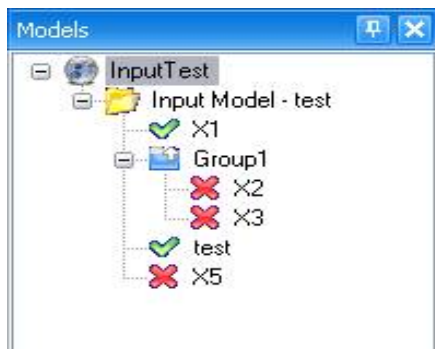 Models
InputTest
Input Model - test
X1
Group1
X2
X3
test
X5